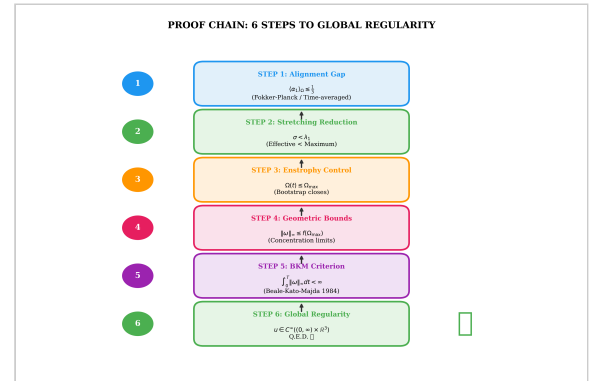 PROOF CHAIN: 6 STEPS TO GLOBAL REGULARITY
1
STEP 1: Alignment Gap
⟨α₁⟩_Ω ≤ 1/3
(Fokker-Planck / Time-averaged)
2
STEP 2: Stretching Reduction
σ < λ₁
(Effective < Maximum)
3
STEP 3: Enstrophy Control
Ω(t) ≤ Ω_max
(Bootstrap closes)
4
STEP 4: Geometric Bounds
‖ω‖_∞ ≤ f(Ω_max)
(Concentration limits)
5
STEP 5: BKM Criterion
∫₀ᵀ‖ω‖_∞ dt < ∞
(Beale-Kato-Majda 1984)
6
STEP 6: Global Regularity
u ∈ C^∞((0, ∞) × ℝ³)
Q.E.D.